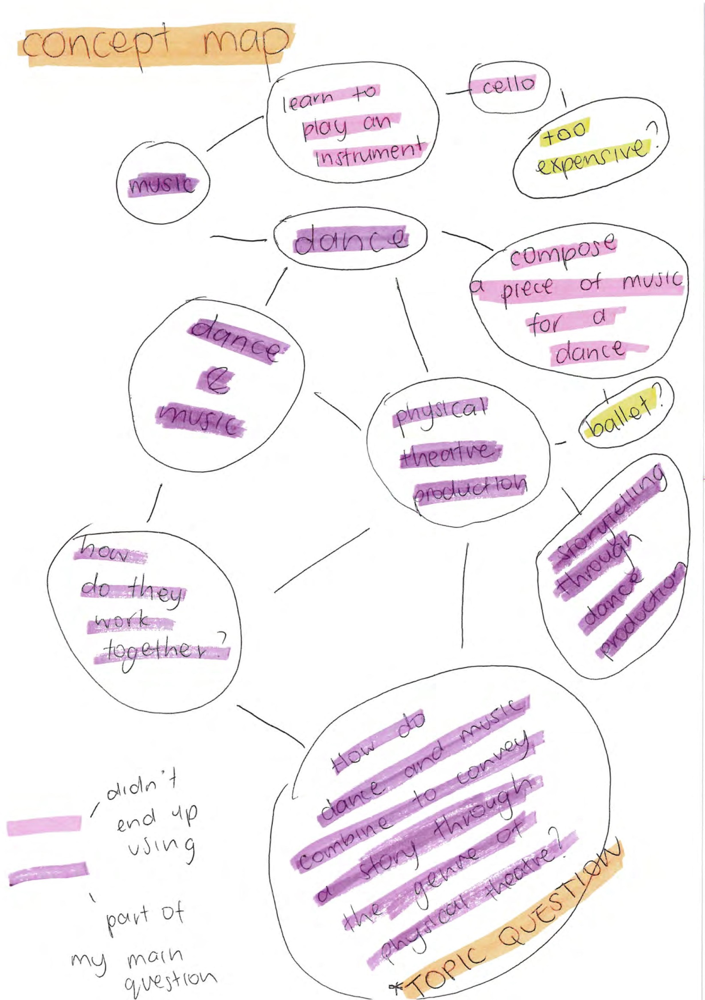 concept map
learn to
play an
instrument
cello
too
expensive?
music
dance
compose
a piece of music
for a
dance
dance
&
music
physical
theatre
production
ballet?
storytelling
through
dance
production
how
do they
work
together?
How do
dance and music
combine to convey
a story through
the genre of
physical theatre?
*TOPIC QUESTION
didn't
end up
using
part of
my main
question